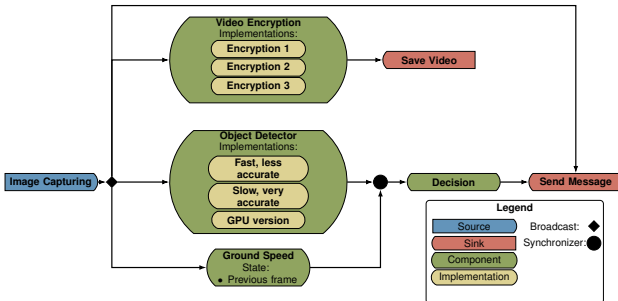 Video Encryption
Implementations:
Encryption 1
Encryption 2
Encryption 3
Save Video
Object Detector
Implementations:
Fast, less
accurate
Slow, very
accurate
GPU version
Image Capturing
Decision
Send Message
Ground Speed
State:
• Previous frame
Legend
Source
Broadcast:
Sink
Synchronizer:
Component
Implementation